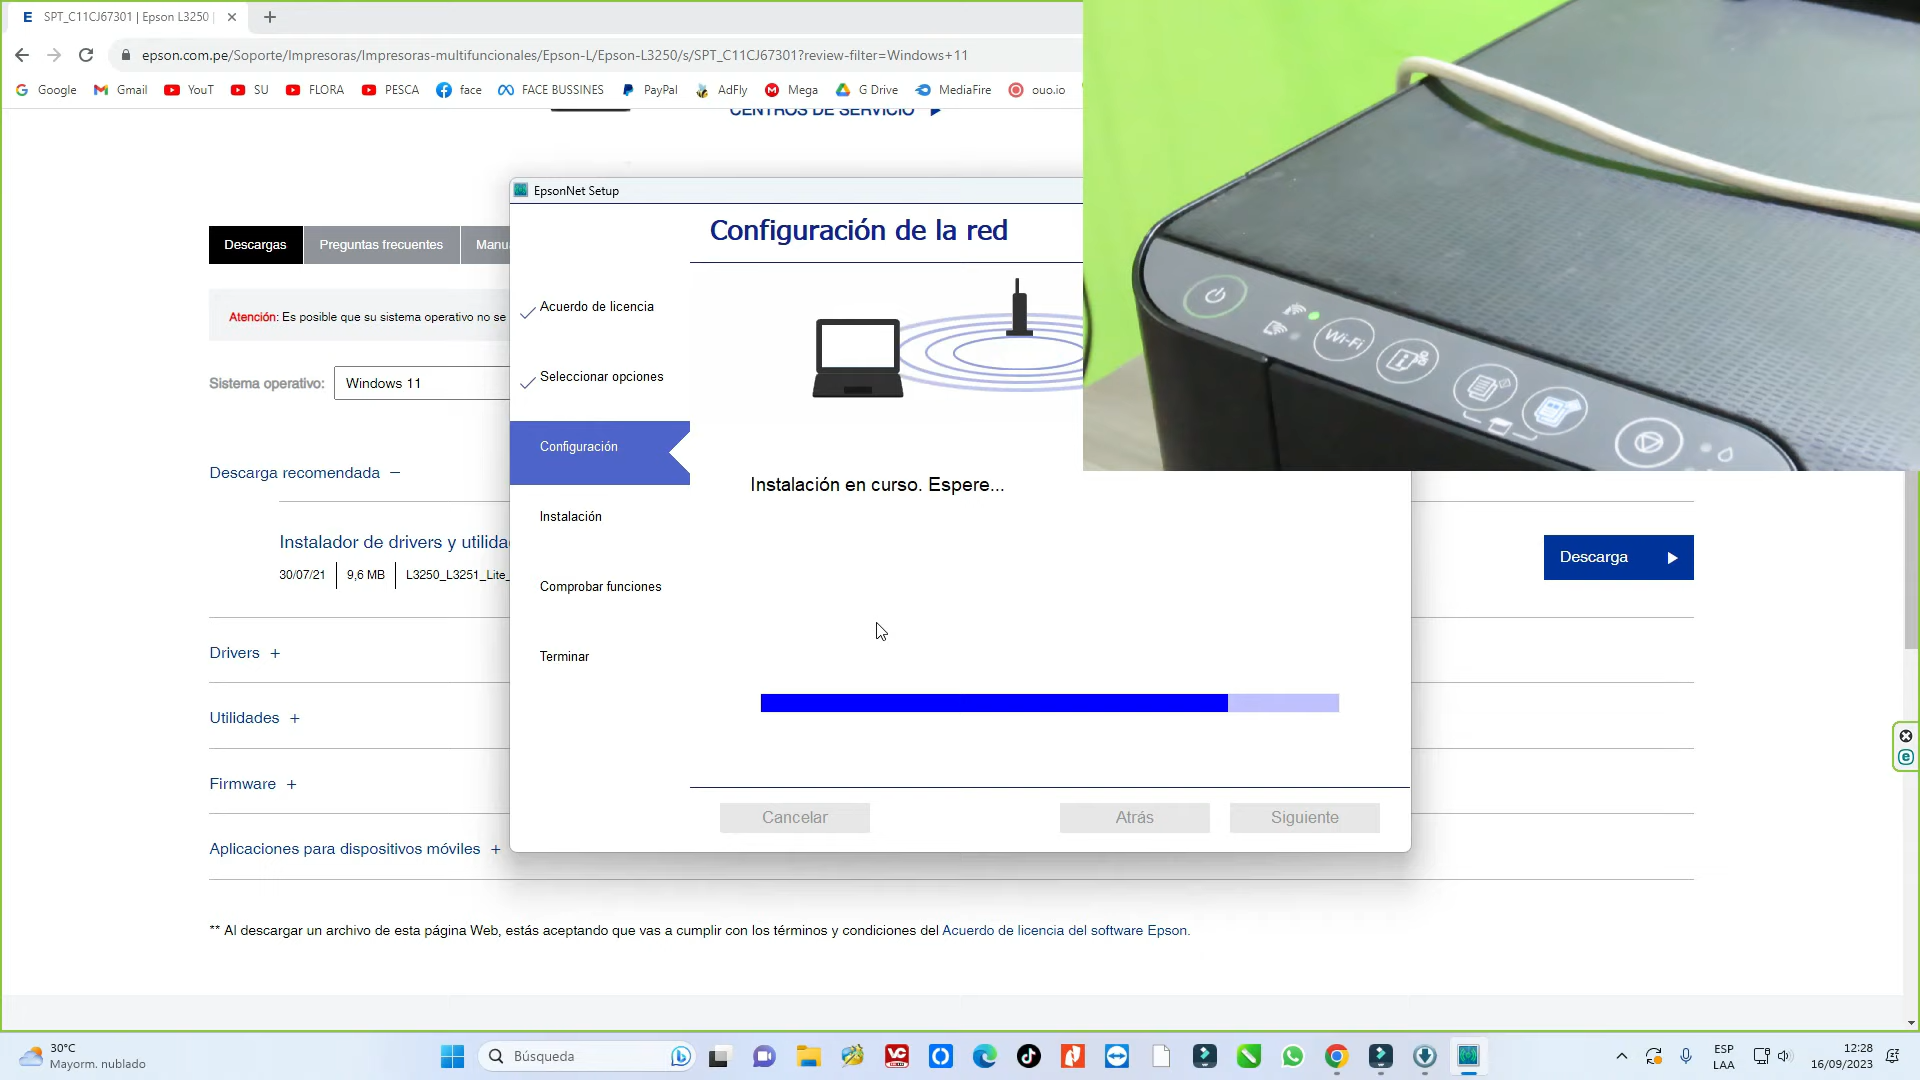 SPT_C11CJ67301 | Epson L3250 |
epson.com.pe/Soporte/Impresoras/Impresoras-multifuncionales/Epson-L/Epson-L3250/s/SPT_C11CJ67301?review-filter=Windows+11
Google Gmail YouT SU FLORA PESCA face FACE BUSSINES PayPal AdFly Mega G Drive MediaFire ouo.io
CENTROS DE SERVICIO
EpsonNet Setup
Configuración de la red
Descargas Preguntas frecuentes Manu
Atención: Es posible que su sistema operativo no se
Sistema operativo: Windows 11
Descarga recomendada −
Instalador de drivers y utilida
30/07/21 9,6 MB L3250_L3251_Lite_
Descarga
Drivers +
Utilidades +
Firmware +
Aplicaciones para dispositivos móviles +
Acuerdo de licencia
Seleccionar opciones
Configuración
Instalación
Comprobar funciones
Terminar
Instalación en curso. Espere...
Cancelar Atrás Siguiente
Wi-Fi
** Al descargar un archivo de esta página Web, estás aceptando que vas a cumplir con los términos y condiciones del Acuerdo de licencia del software Epson.
30°C
Mayorm. nublado
Búsqueda
VC
ESP
LAA
12:28
16/09/2023